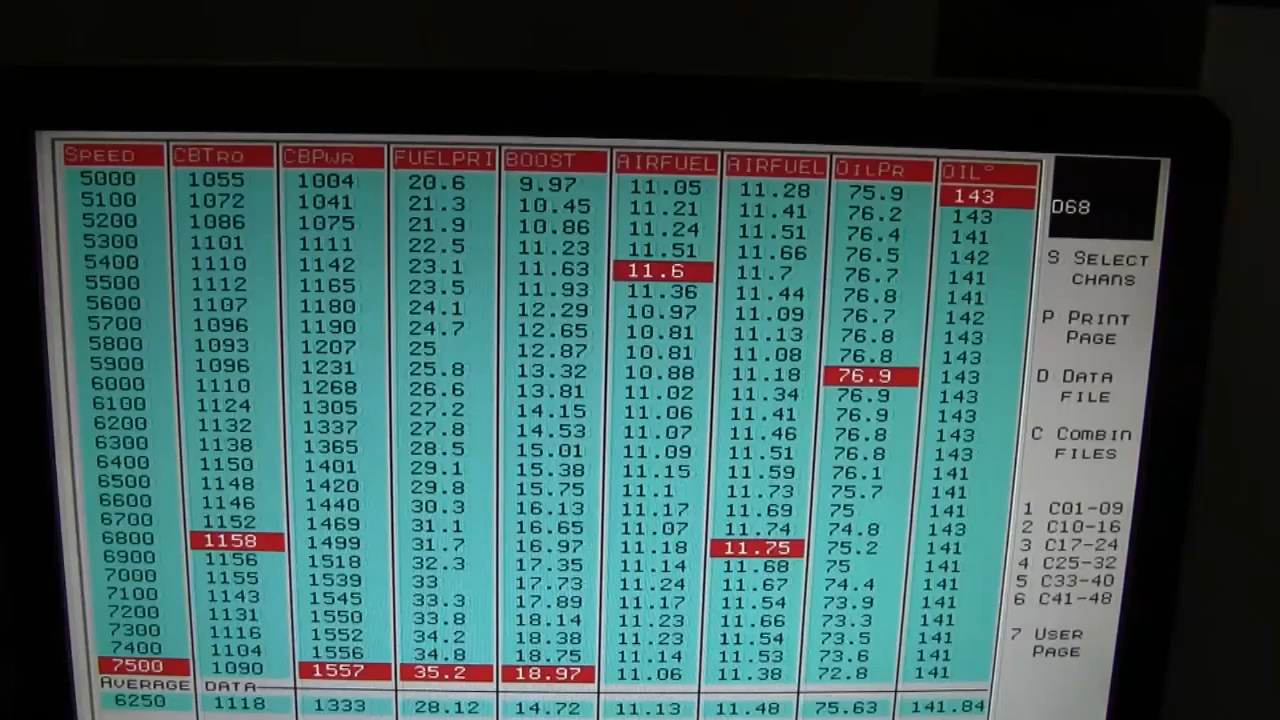 SPEED CBTRQ CBPWR FUELPRI BOOST AIRFUEL AIRFUEL OILPR OIL°
5000 1055 1004 20.6 9.97 11.05 11.28 75.9 143
5100 1072 1041 21.3 10.45 11.21 11.41 76.2 143
5200 1086 1075 21.9 10.86 11.24 11.51 76.4 141
5300 1101 1111 22.5 11.23 11.51 11.66 76.5 142
5400 1110 1142 23.1 11.63 11.6 11.7 76.7 141
5500 1112 1165 23.5 11.93 11.36 11.44 76.8 141
5600 1107 1180 24.1 12.29 10.97 11.09 76.7 142
5700 1096 1190 24.7 12.65 10.81 11.13 76.8 143
5800 1093 1207 25 12.87 10.81 11.08 76.8 143
5900 1096 1231 25.8 13.32 10.88 11.18 76.9 143
6000 1110 1268 26.6 13.81 11.02 11.34 76.9 143
6100 1124 1305 27.2 14.15 11.06 11.41 76.9 143
6200 1132 1337 27.8 14.53 11.07 11.46 76.8 143
6300 1138 1365 28.5 15.01 11.09 11.51 76.8 143
6400 1150 1401 29.1 15.38 11.15 11.59 76.1 141
6500 1148 1420 29.8 15.75 11.1 11.73 75.7 141
6600 1146 1440 30.3 16.13 11.17 11.69 75 141
6700 1152 1469 31.1 16.65 11.07 11.74 74.8 143
6800 1158 1499 31.7 16.97 11.18 11.75 75.2 141
6900 1156 1518 32.3 17.35 11.14 11.68 75 141
7000 1155 1539 33 17.73 11.24 11.67 74.4 141
7100 1143 1545 33.3 17.89 11.17 11.54 73.9 141
7200 1131 1550 33.8 18.14 11.23 11.66 73.3 141
7300 1116 1552 34.2 18.38 11.23 11.54 73.5 141
7400 1104 1556 34.8 18.75 11.14 11.53 73.6 141
7500 1090 1557 35.2 18.97 11.06 11.38 72.8 141
AVERAGE DATA
6250 1118 1333 28.12 14.72 11.13 11.48 75.63 141.84
D68
S SELECT
CHANS
P PRINT
PAGE
D DATA
FILE
C COMBIN
FILES
1 C01-09
2 C10-16
3 C17-24
4 C25-32
5 C33-40
6 C41-48
7 USER
PAGE